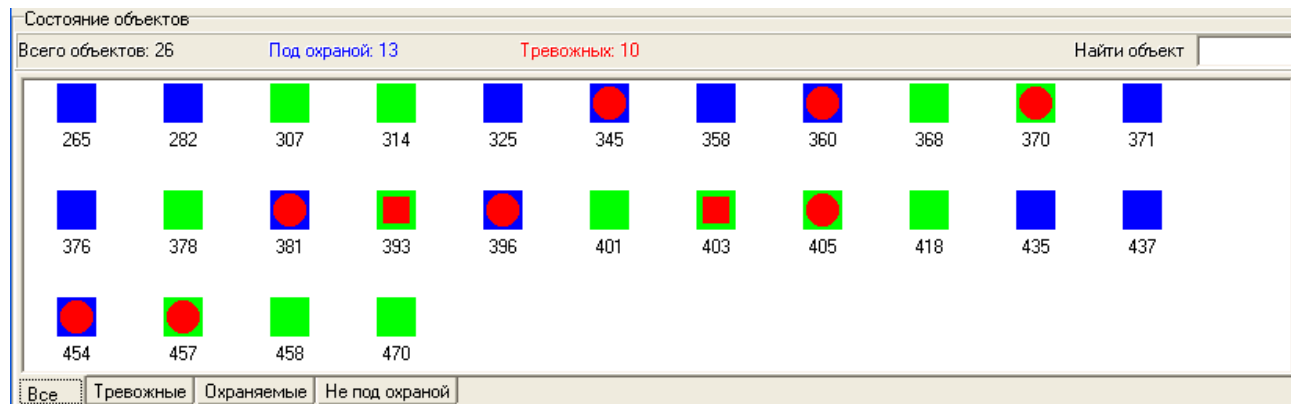 Состояние объектов
Всего объектов: 26 Под охраной: 13 Тревожных: 10 Найти объект
265 282 307 314 325 345 358 360 368 370 371
376 378 381 393 396 401 403 405 418 435 437
454 457 458 470
Все Тревожные Охраняемые Не под охраной